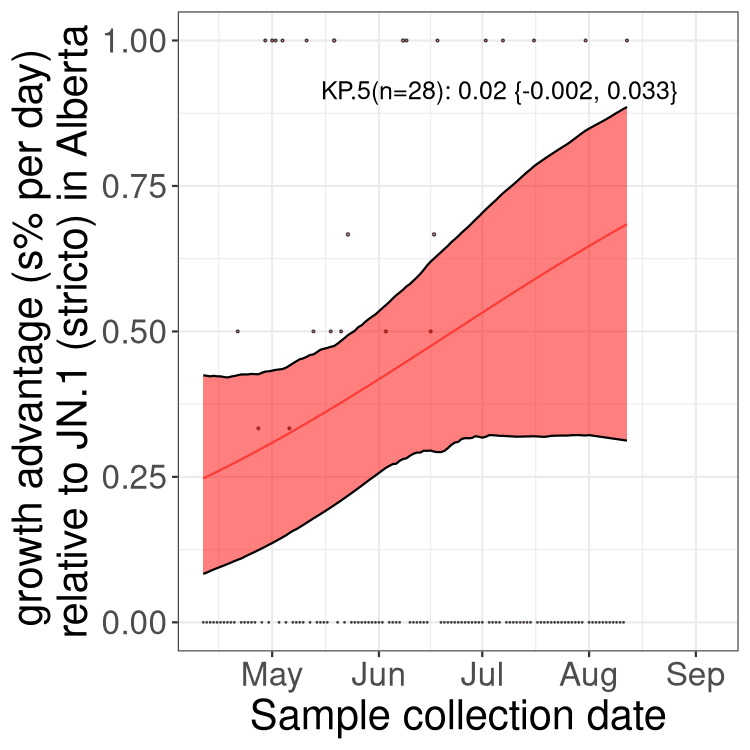 growth advantage (s% per day)
relative to JN.1 (stricto) in Alberta
1.00
0.75
0.50
0.25
0.00
KP.5(n=28): 0.02 {-0.002, 0.033}
May Jun Jul Aug Sep
Sample collection date